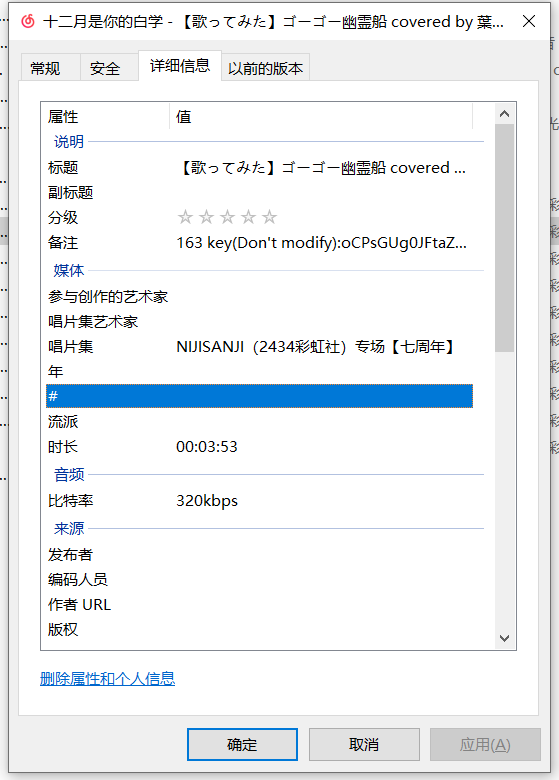 十二月是你的白学 - 【歌ってみた】ゴーゴー幽霊船 covered by 葉...
常规 安全 详细信息 以前的版本
属性 值
说明
标题 【歌ってみた】ゴーゴー幽霊船 covered ...
副标题
分级 ☆☆☆☆☆
备注 163 key(Don't modify):oCPsGUg0JFtaZ...
媒体
参与创作的艺术家
唱片集艺术家
唱片集 NIJISANJI（2434彩虹社）专场【七周年】
年
#
流派
时长 00:03:53
音频
比特率 320kbps
来源
发布者
编码人员
作者 URL
版权
删除属性和个人信息
确定 取消 应用(A)